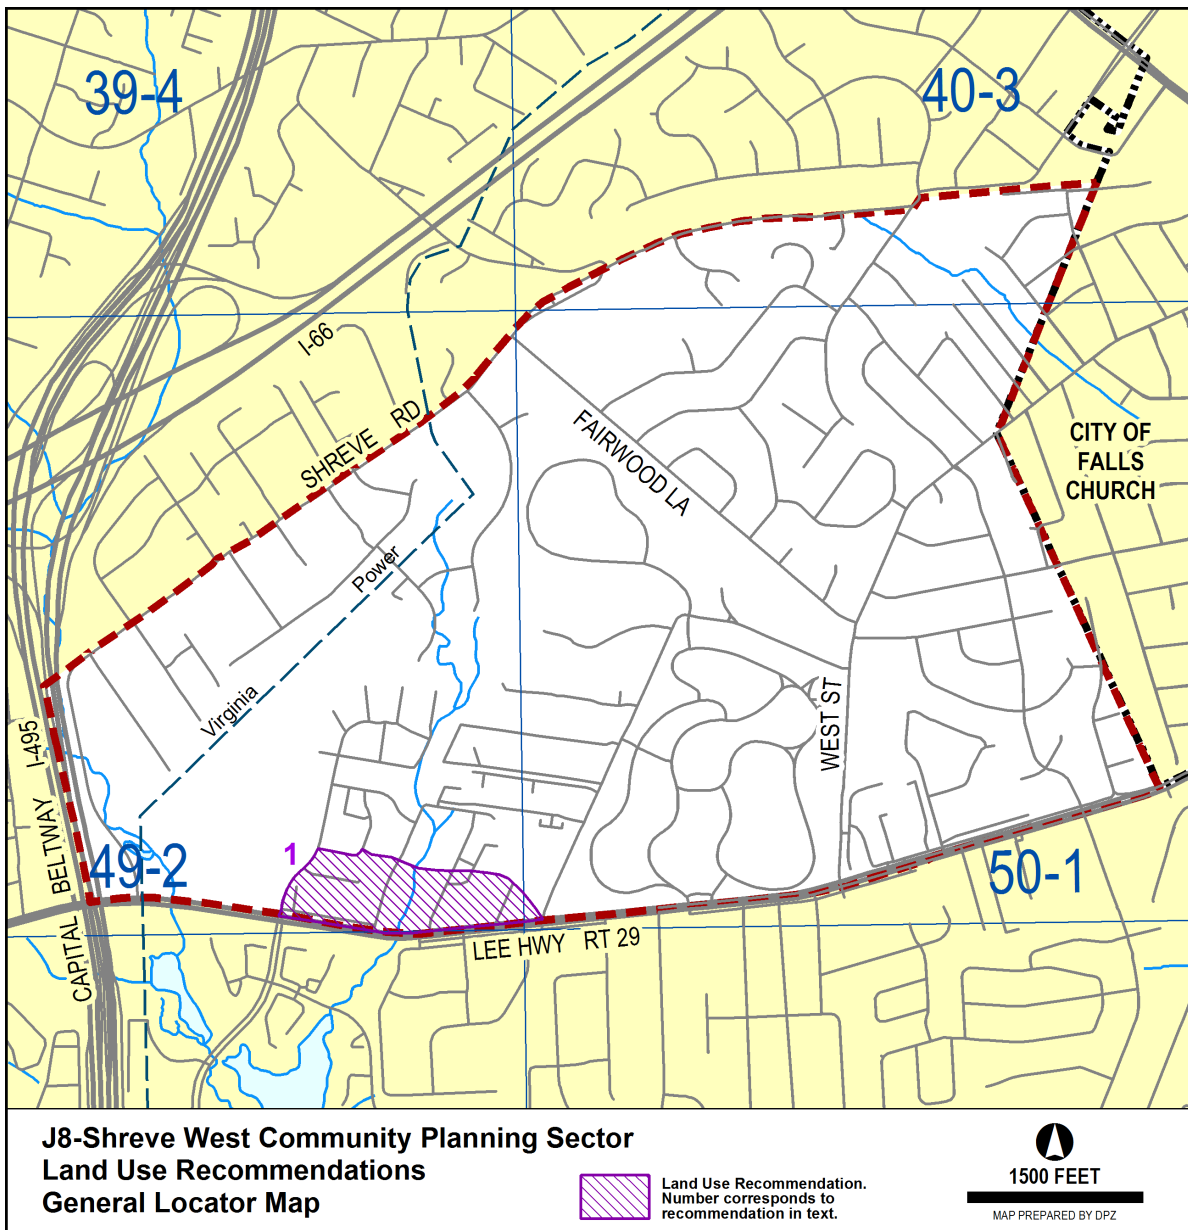 39-4
40-3
I-66
SHREVE RD
FAIRWOOD LA
CITY OF
FALLS
CHURCH
Virginia Power
WEST ST
I-495
CAPITAL BELTWAY
1
49-2
50-1
LEE HWY RT 29
J8-Shreve West Community Planning Sector
Land Use Recommendations
General Locator Map
Land Use Recommendation.
Number corresponds to
recommendation in text.
1500 FEET
MAP PREPARED BY DPZ